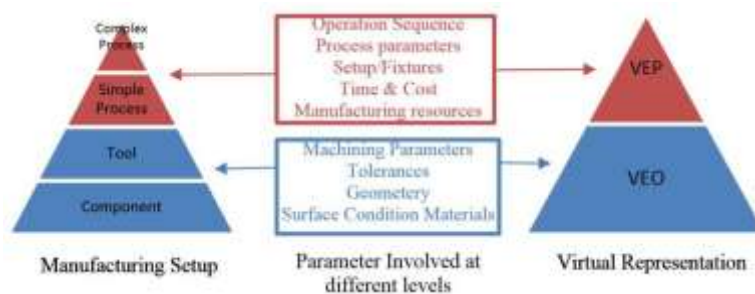 Complex
Process
Simple
Process
Tool
Component
Manufacturing Setup
Operation Sequence
Process parameters
Setup/Fixtures
Time & Cost
Manufacturing resources
Machining Parameters
Tolerances
Geometery
Surface Condition Materials
Parameter Involved at
different levels
VEP
VEO
Virtual Representation